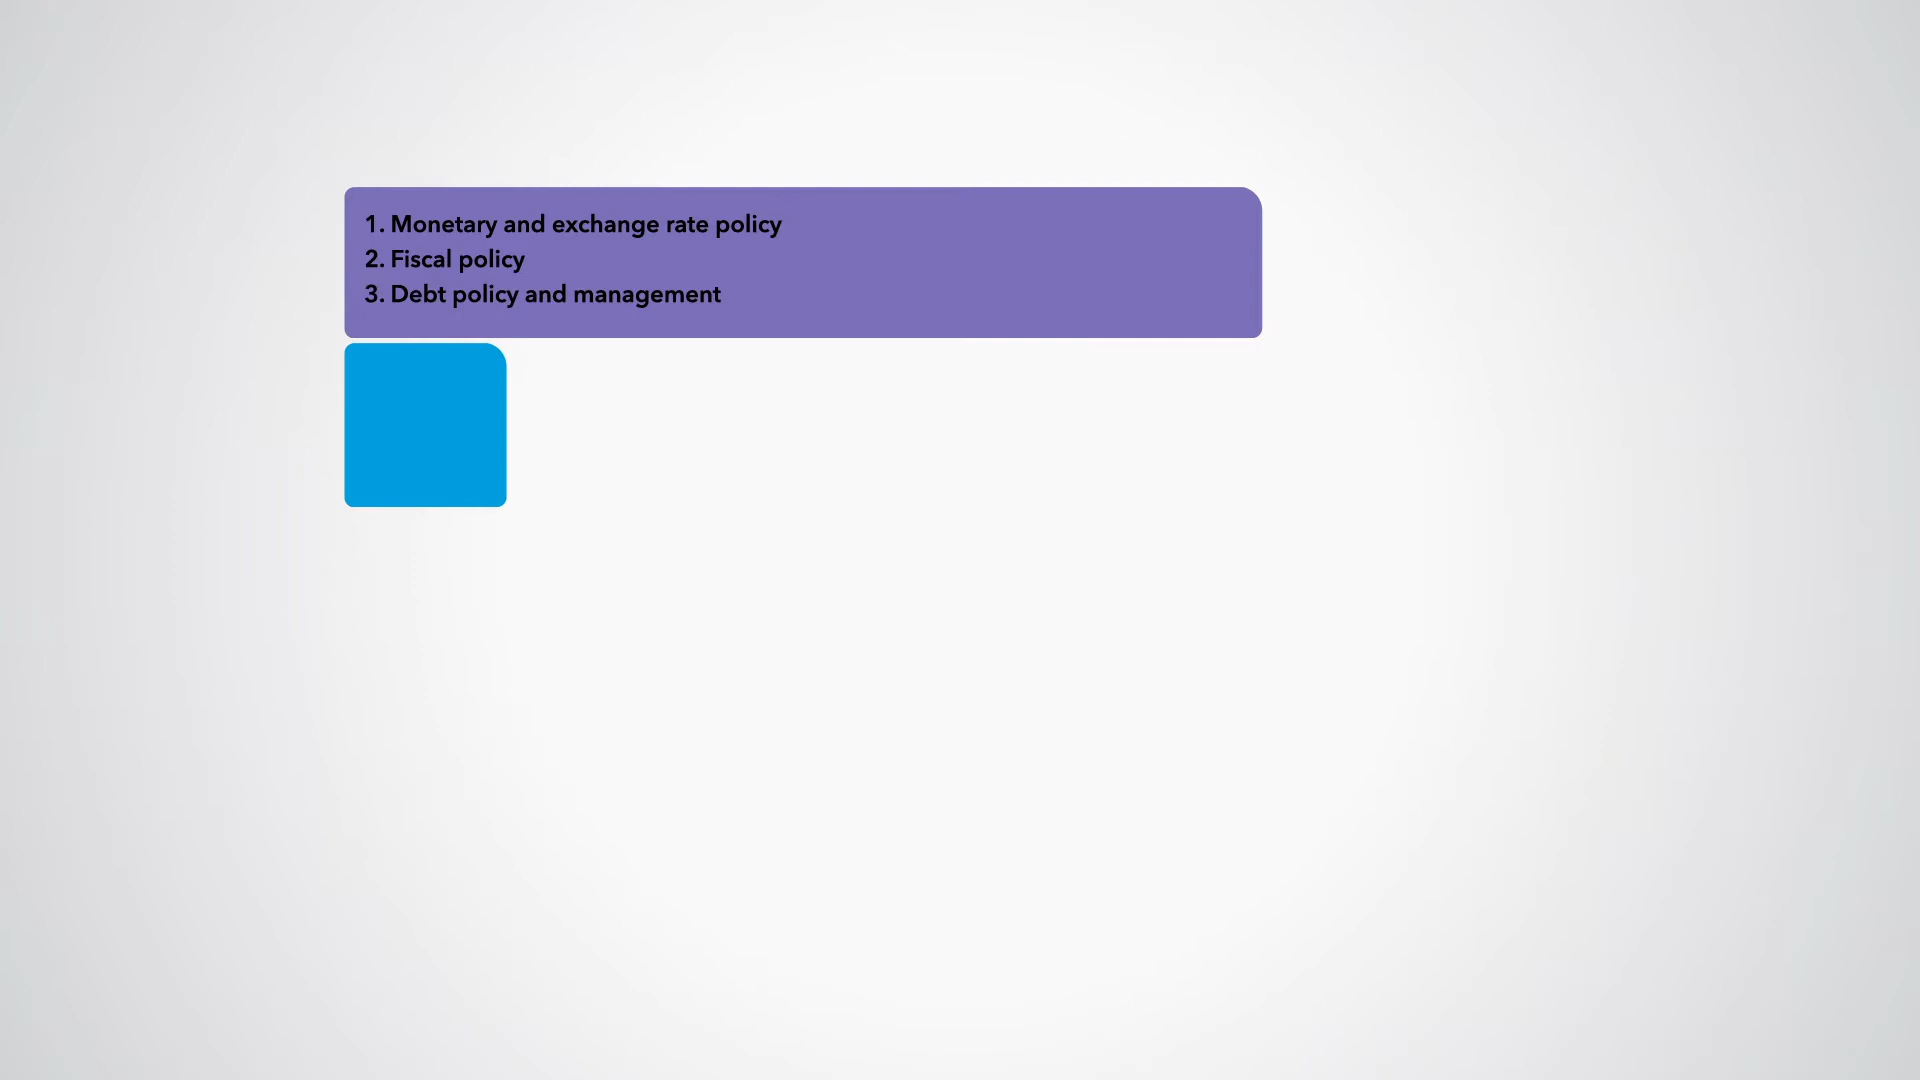 1. Monetary and exchange rate policy
2. Fiscal policy
3. Debt policy and management